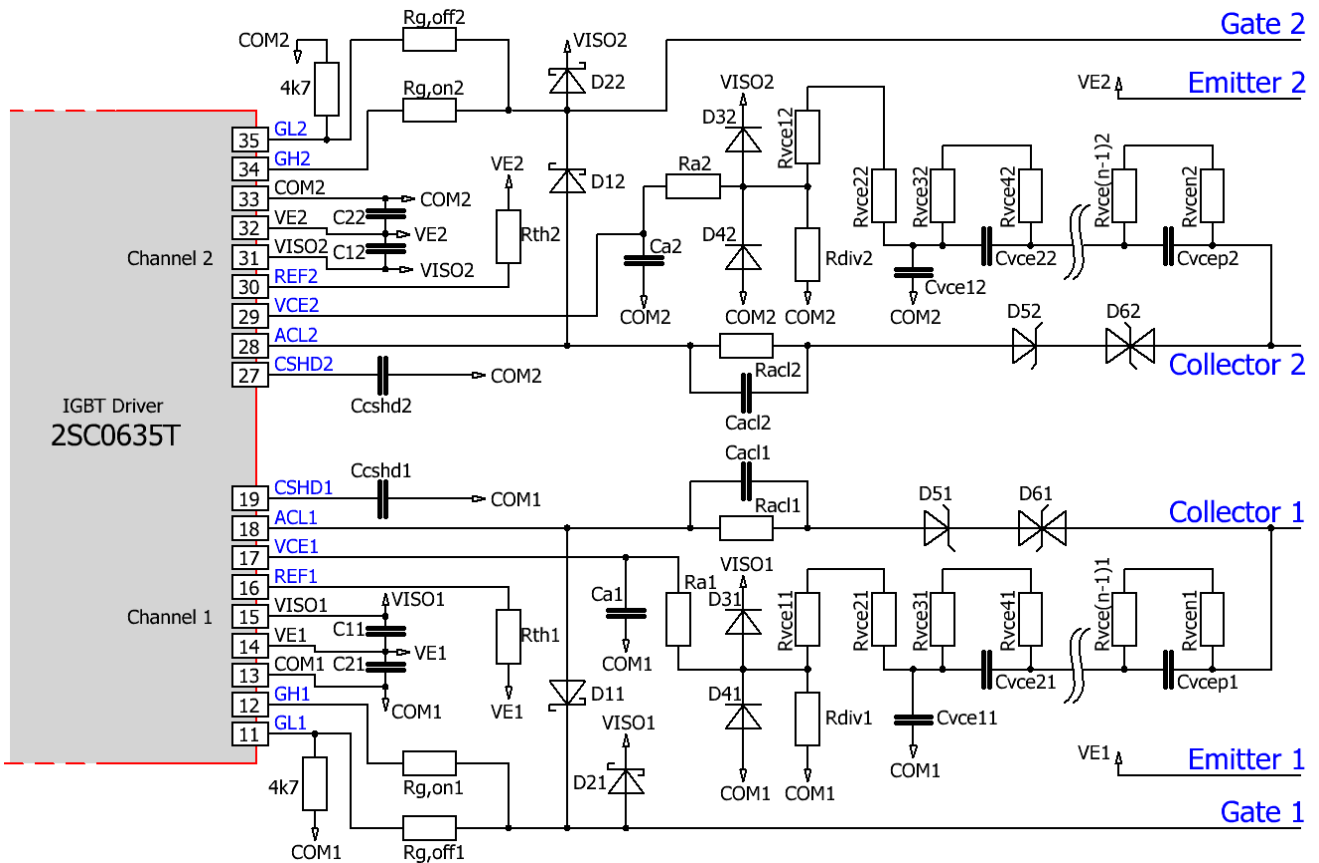 Rg,off2
Gate 2
COM2
VISO2
D22
4k7
Rg,on2
VISO2
VE2
Emitter 2
D32
Rvce12
35 GL2
34 GH2
VE2
D12
Ra2
Rvce22
Rvce32
Rvce42
Rvce(n-1)2
Rvcen2
33 COM2
C22
COM2
32 VE2
VE2
Rth2
D42
Channel 2
31 VISO2
C12
VISO2
Ca2
Rdiv2
Cvce22
Cvcep2
30 REF2
Cvce12
29 VCE2
COM2
COM2
COM2
COM2
D52
D62
28 ACL2
Racl2
Collector 2
27 CSHD2
COM2
Ccshd2
Cacl2
IGBT Driver
2SC0635T
Ccshd1
Cacl1
19 CSHD1
COM1
D51
D61
18 ACL1
Racl1
Collector 1
17 VCE1
16 REF1
Ca1
Ra1
VISO1
D31
Rvce11
Rvce21
Rvce31
Rvce41
Rvce(n-1)1
Rvcen1
15 VISO1
VISO1
Channel 1
C11
Rth1
14 VE1
VE1
COM1
13 COM1
C21
Cvce21
Cvcep1
12 GH1
COM1
VE1
D11
D41
Rdiv1
Cvce11
11 GL1
VISO1
VE1
Emitter 1
COM1
4k7
Rg,on1
D21
COM1
COM1
Gate 1
COM1
Rg,off1